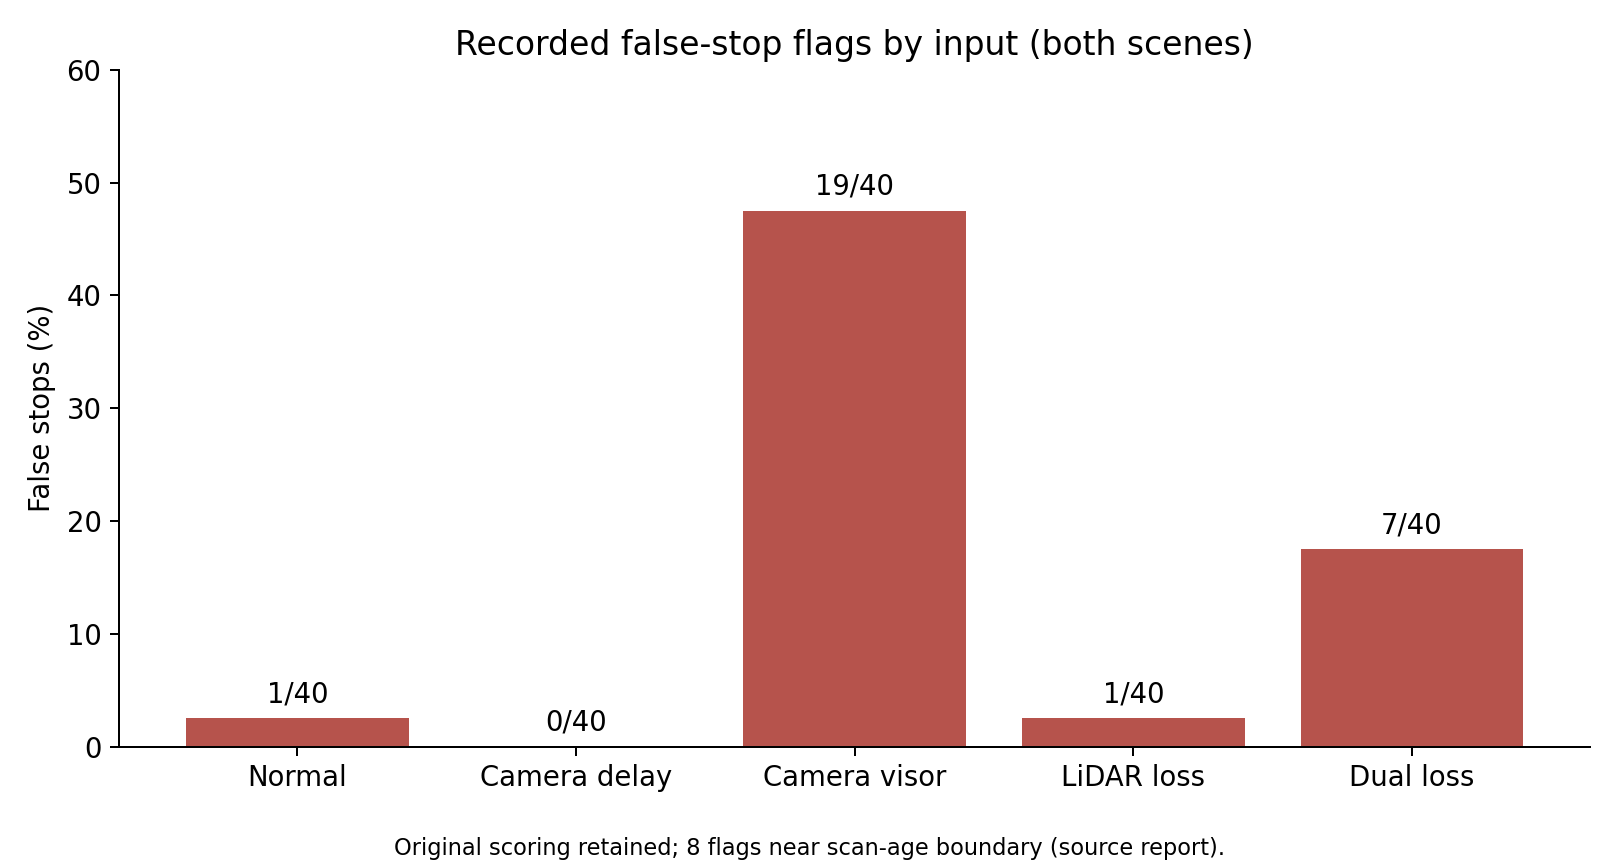 Recorded false-stop flags by input (both scenes)
False stops (%)
60
50
40
30
20
10
0
1/40
0/40
19/40
1/40
7/40
Normal
Camera delay
Camera visor
LiDAR loss
Dual loss
Original scoring retained; 8 flags near scan-age boundary (source report).